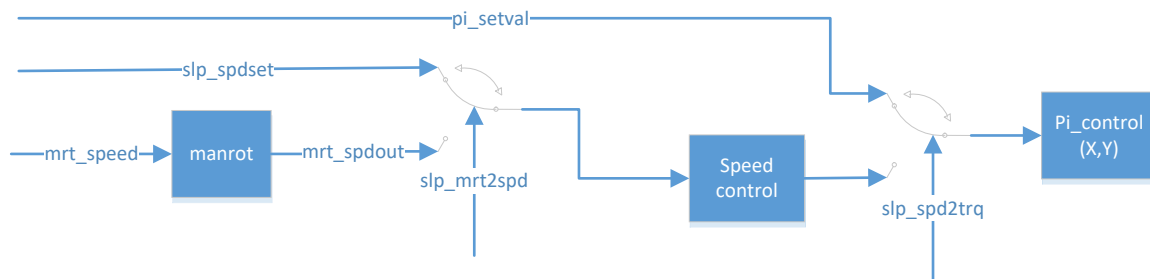 pi_setval
slp_spdset
mrt_speed
manrot
mrt_spdout
slp_mrt2spd
Speed
control
slp_spd2trq
Pi_control
(X,Y)